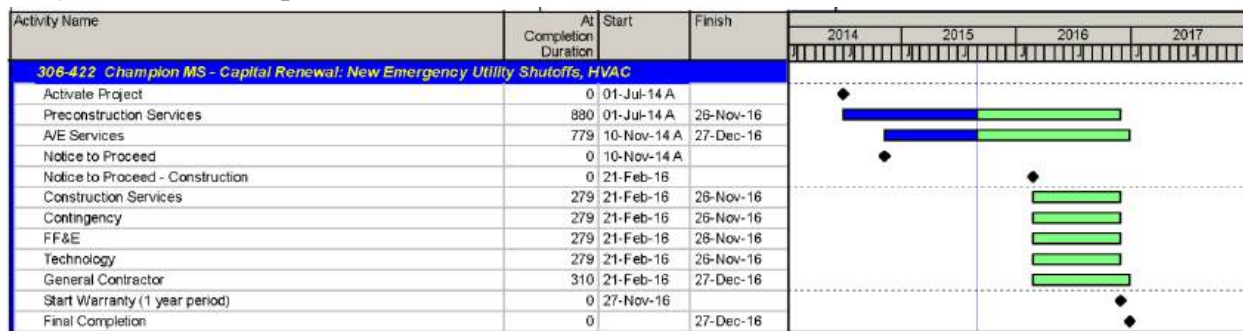 Activity Name At Completion Duration Start Finish 2014 2015 2016 2017
J J J J J J J
306-422 Champion MS - Capital Renewal: New Emergency Utility Shutoffs, HVAC
Activate Project 0 01-Jul-14 A
Preconstruction Services 880 01-Jul-14 A 26-Nov-16
A/E Services 779 10-Nov-14 A 27-Dec-16
Notice to Proceed 0 10-Nov-14 A
Notice to Proceed - Construction 0 21-Feb-16
Construction Services 279 21-Feb-16 26-Nov-16
Contingency 279 21-Feb-16 26-Nov-16
FF&E 279 21-Feb-16 26-Nov-16
Technology 279 21-Feb-16 26-Nov-16
General Contractor 310 21-Feb-16 27-Dec-16
Start Warranty (1 year period) 0 27-Nov-16
Final Completion 0 27-Dec-16